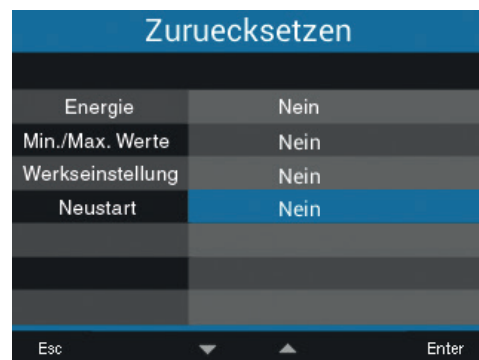 Zuruecksetzen
Energie Nein
Min./Max. Werte Nein
Werkseinstellung Nein
Neustart Nein
Esc Enter